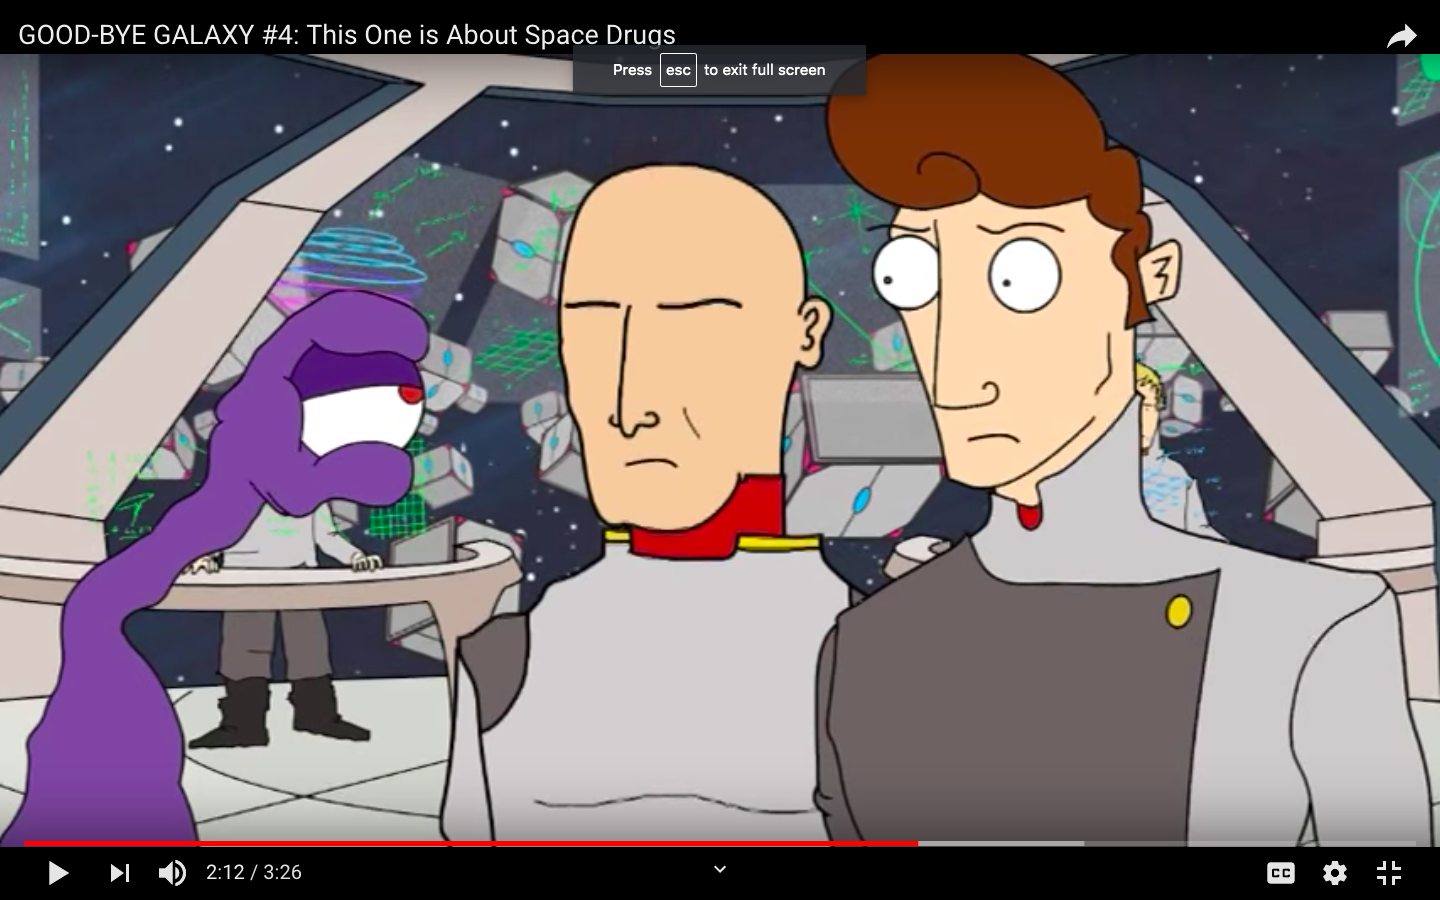 GOOD-BYE GALAXY #4: This One is About Space Drugs
Press esc to exit full screen
2:12 / 3:26
CC